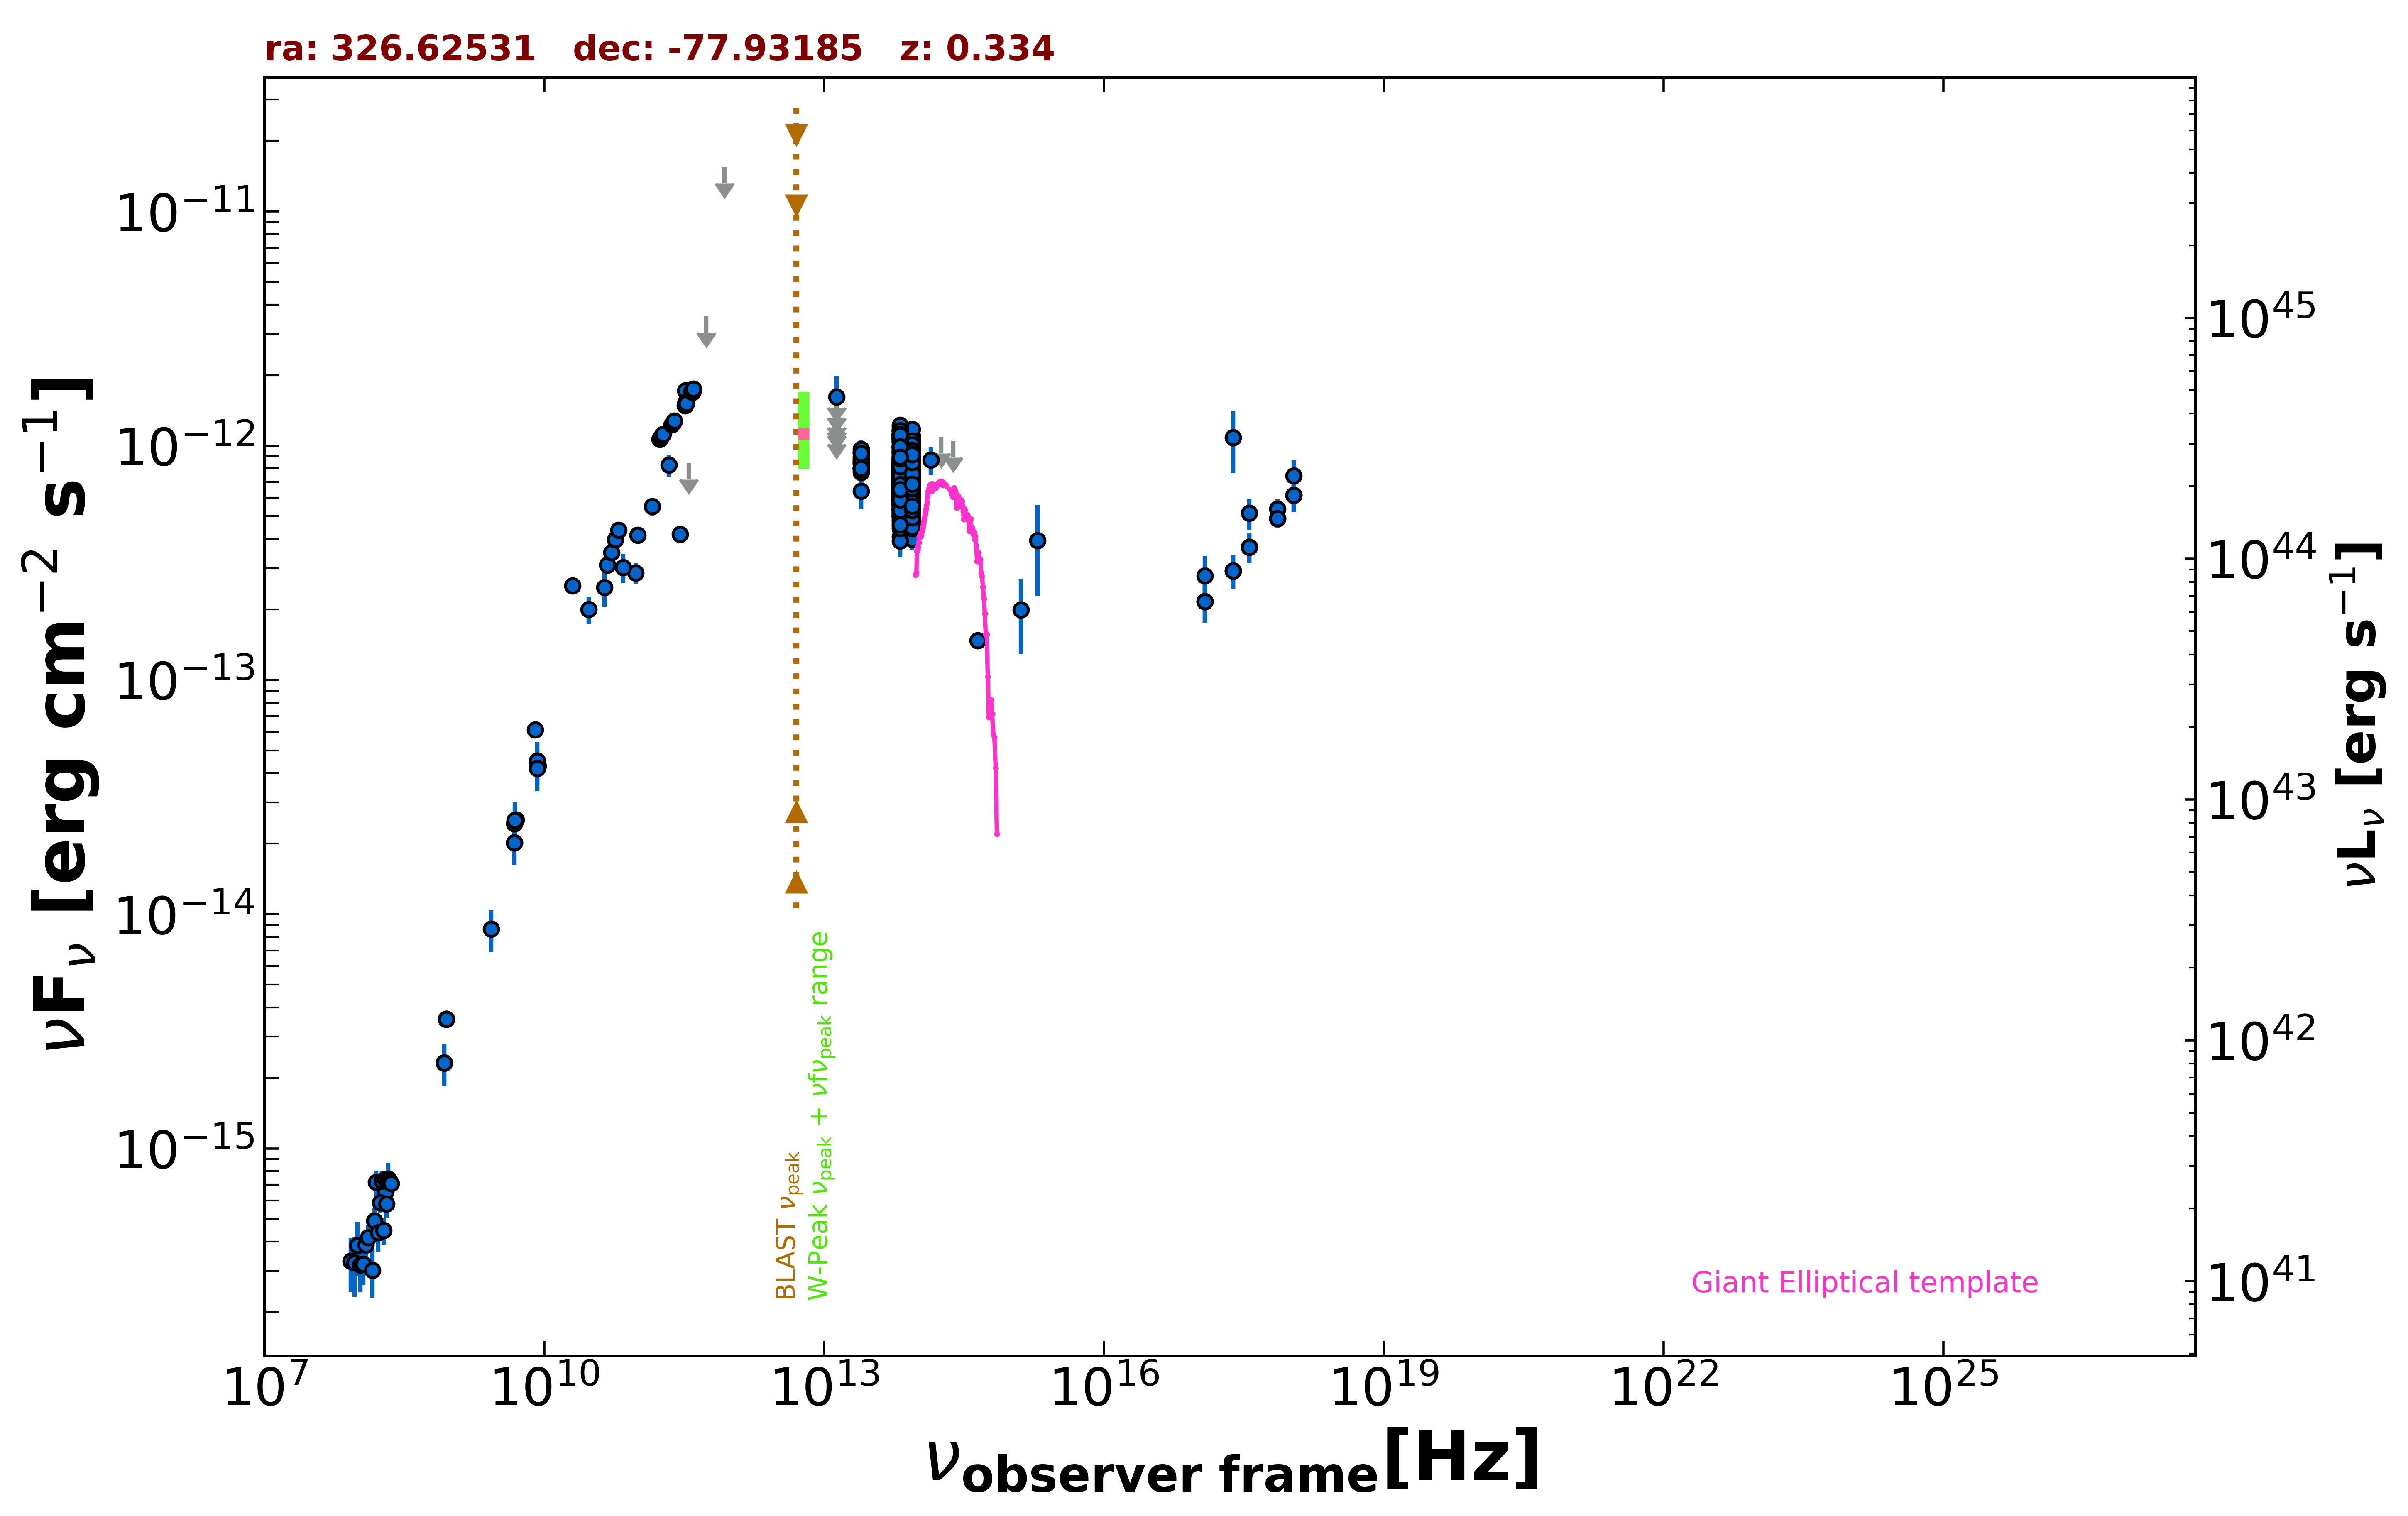 ra: 326.62531 dec: -77.93185 z: 0.334
10⁻¹¹
10⁻¹²
10⁻¹³
10⁻¹⁴
10⁻¹⁵
νFν [erg cm⁻² s⁻¹]
10⁴⁵
10⁴⁴
10⁴³
10⁴²
10⁴¹
νLν [erg s⁻¹]
BLAST νpeak
W-Peak νpeak + νfνpeak range
Giant Elliptical template
10⁷ 10¹⁰ 10¹³ 10¹⁶ 10¹⁹ 10²² 10²⁵
νobserver frame[Hz]